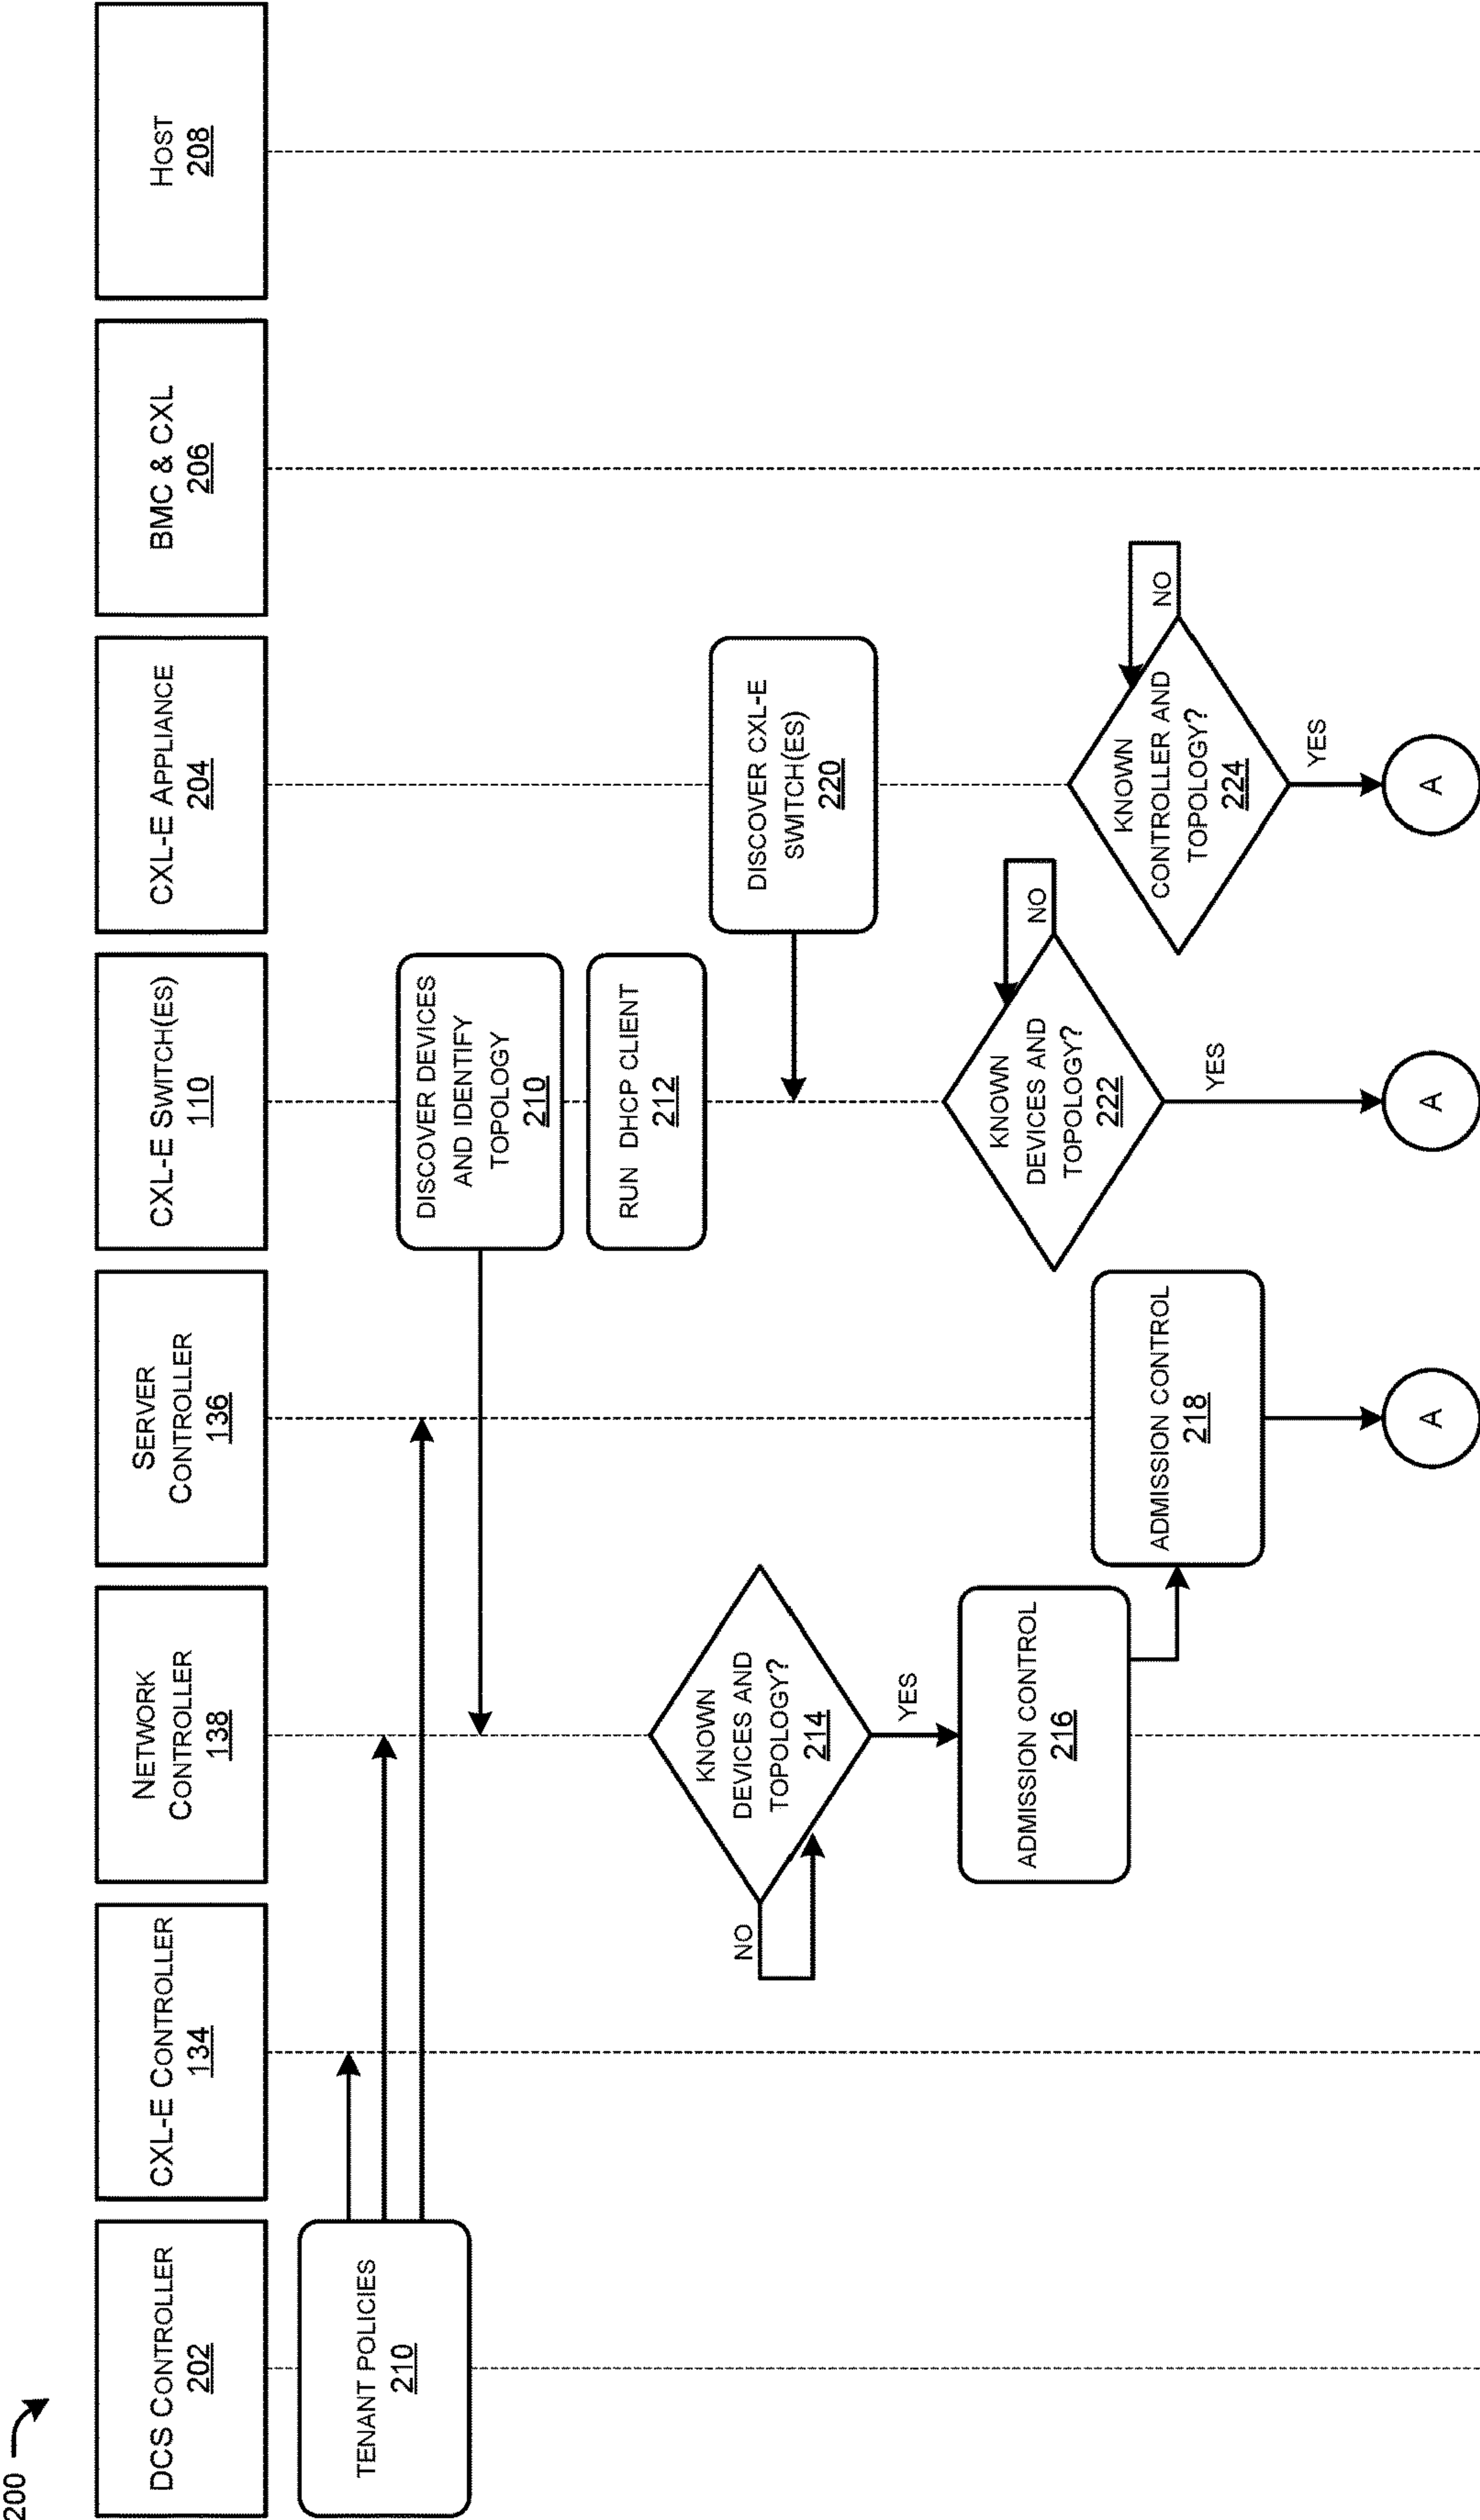 200
DCS CONTROLLER
202
CXL-E CONTROLLER
134
NETWORK
CONTROLLER
138
SERVER
CONTROLLER
136
CXL-E SWITCH(ES)
110
CXL-E APPLIANCE
204
BMC & CXL
206
HOST
208
TENANT POLICIES
210
DISCOVER DEVICES
AND IDENTIFY
TOPOLOGY
210
RUN DHCP CLIENT
212
KNOWN
DEVICES AND
TOPOLOGY?
214
NO
YES
DISCOVER CXL-E
SWITCH(ES)
220
ADMISSION CONTROL
216
KNOWN
DEVICES AND
TOPOLOGY?
222
NO
YES
ADMISSION CONTROL
218
KNOWN
CONTROLLER AND
TOPOLOGY?
224
NO
YES
A
A
A